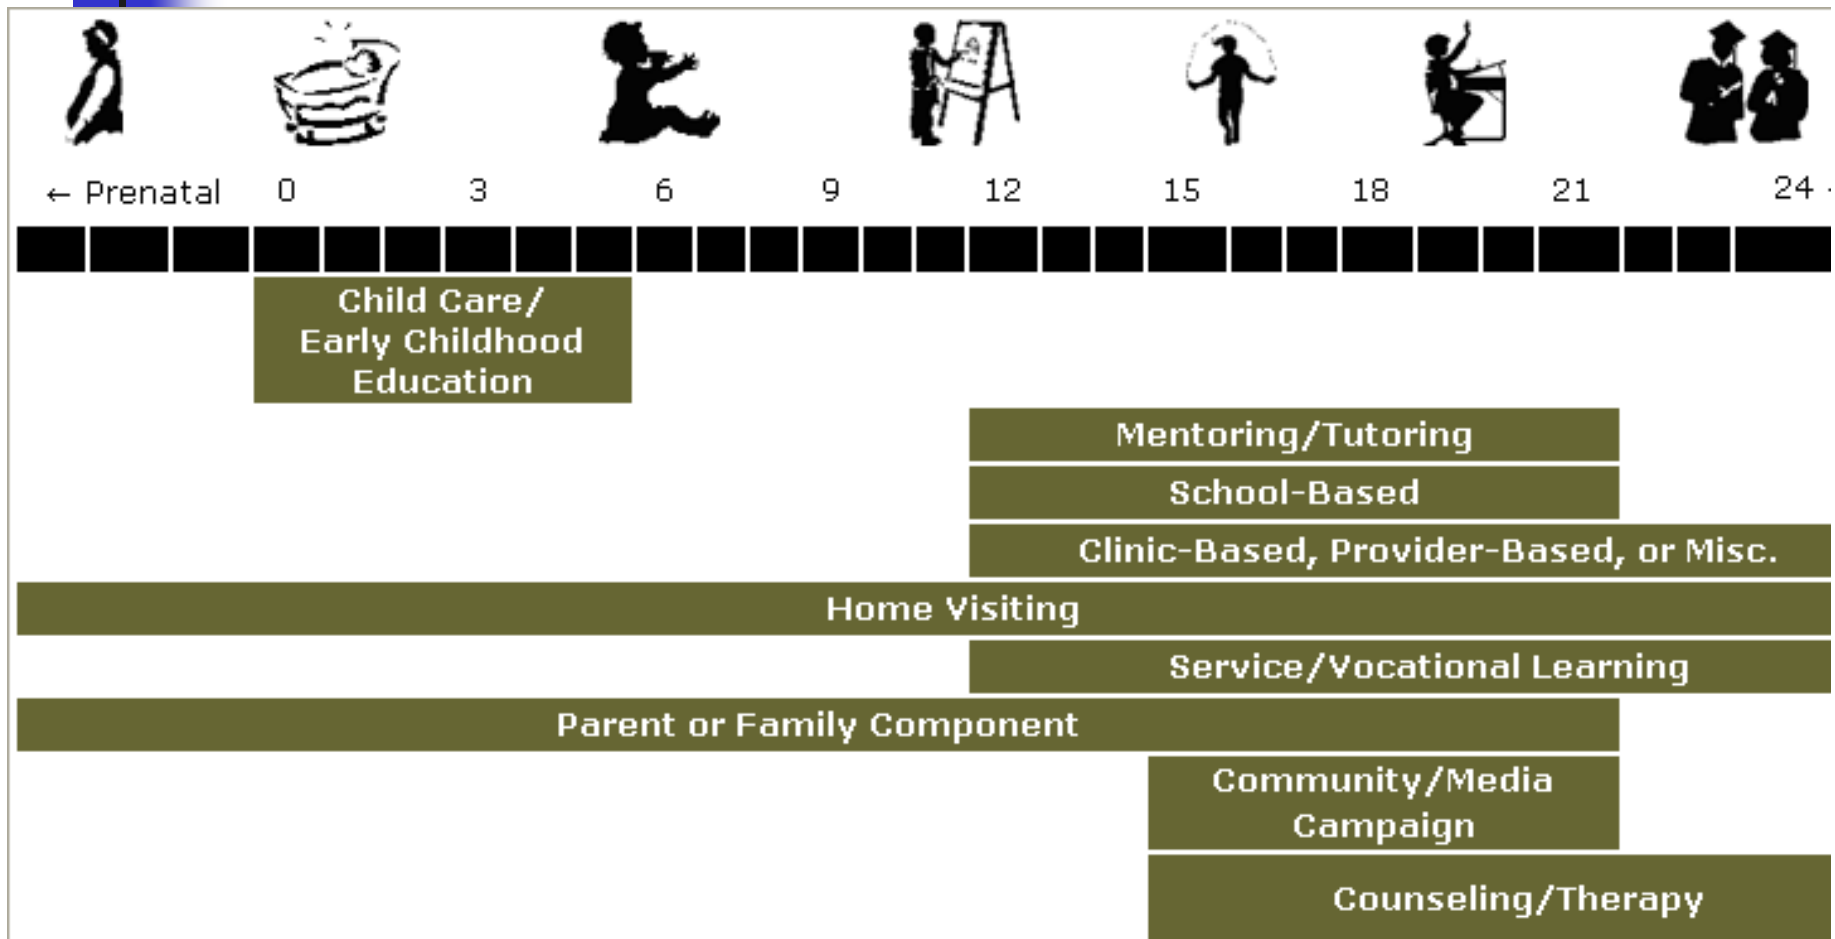 ← Prenatal 0 3 6 9 12 15 18 21 24
Child Care/
Early Childhood
Education
Mentoring/Tutoring
School-Based
Clinic-Based, Provider-Based, or Misc.
Home Visiting
Service/Vocational Learning
Parent or Family Component
Community/Media
Campaign
Counseling/Therapy